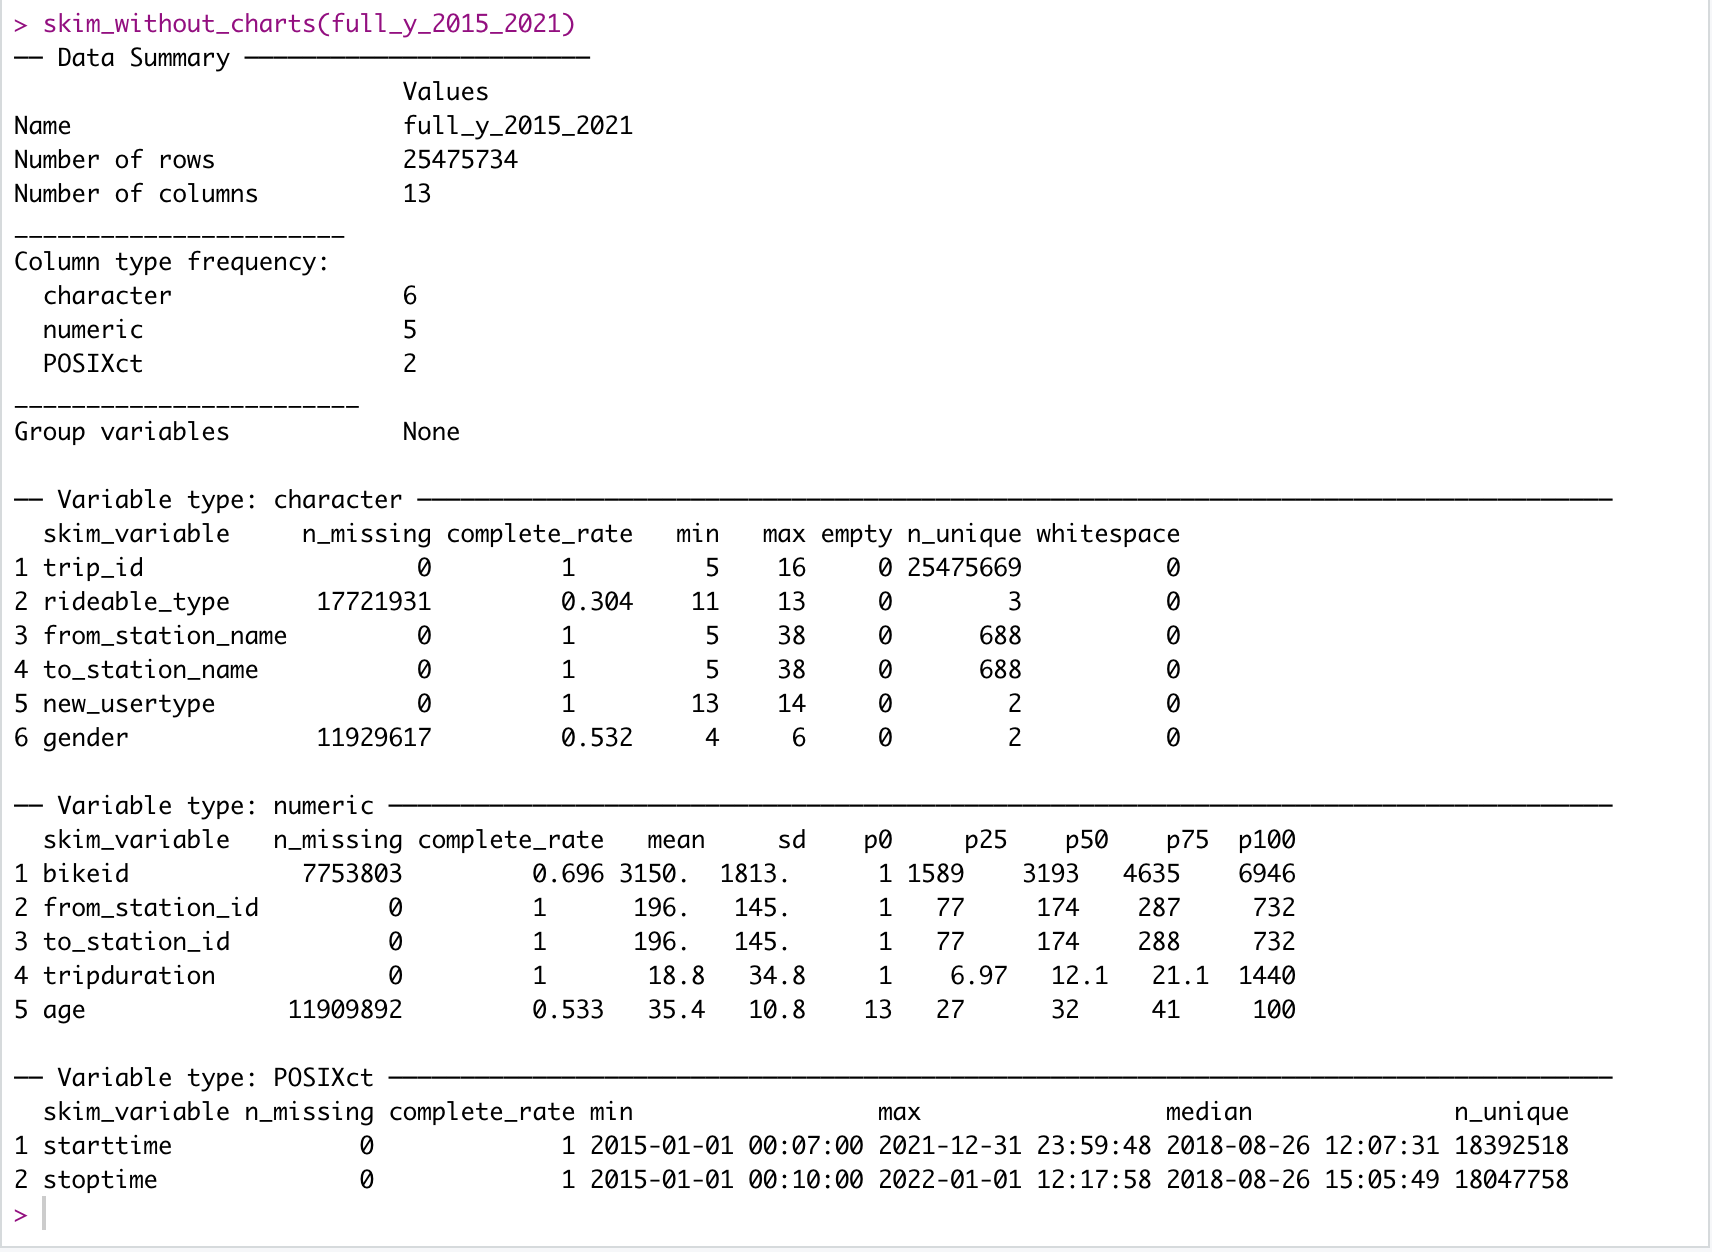 > skim_without_charts(full_y_2015_2021)
── Data Summary ────────────────────────
                           Values
Name                       full_y_2015_2021
Number of rows             25475734
Number of columns          13
_______________________
Column type frequency:
  character                6
  numeric                  5
  POSIXct                  2
________________________
Group variables            None
── Variable type: character ───────────────────────────────────────────────────────────────────────────────────
  skim_variable     n_missing complete_rate   min   max empty n_unique whitespace
1 trip_id                   0         1         5    16     0 25475669          0
2 rideable_type      17721931         0.304    11    13     0        3          0
3 from_station_name         0         1         5    38     0      688          0
4 to_station_name           0         1         5    38     0      688          0
5 new_usertype              0         1        13    14     0        2          0
6 gender             11929617         0.532     4     6     0        2          0
── Variable type: numeric ─────────────────────────────────────────────────────────────────────────────────────
  skim_variable   n_missing complete_rate   mean     sd    p0     p25    p50    p75  p100
1 bikeid            7753803         0.696 3150.  1813.      1 1589    3193   4635    6946
2 from_station_id         0         1      196.   145.      1   77     174    287     732
3 to_station_id           0         1      196.   145.      1   77     174    288     732
4 tripduration            0         1       18.8   34.8     1    6.97   12.1   21.1  1440
5 age              11909892         0.533   35.4   10.8    13   27      32     41     100
── Variable type: POSIXct ─────────────────────────────────────────────────────────────────────────────────────
  skim_variable n_missing complete_rate min                 max                 median              n_unique
1 starttime             0             1 2015-01-01 00:07:00 2021-12-31 23:59:48 2018-08-26 12:07:31 18392518
2 stoptime              0             1 2015-01-01 00:10:00 2022-01-01 12:17:58 2018-08-26 15:05:49 18047758
>